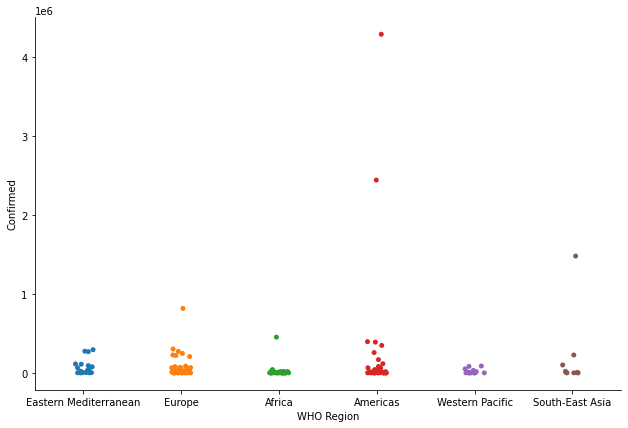 1e6
4
3
2
1
0
Confirmed
Eastern Mediterranean Europe Africa Americas Western Pacific South-East Asia
WHO Region